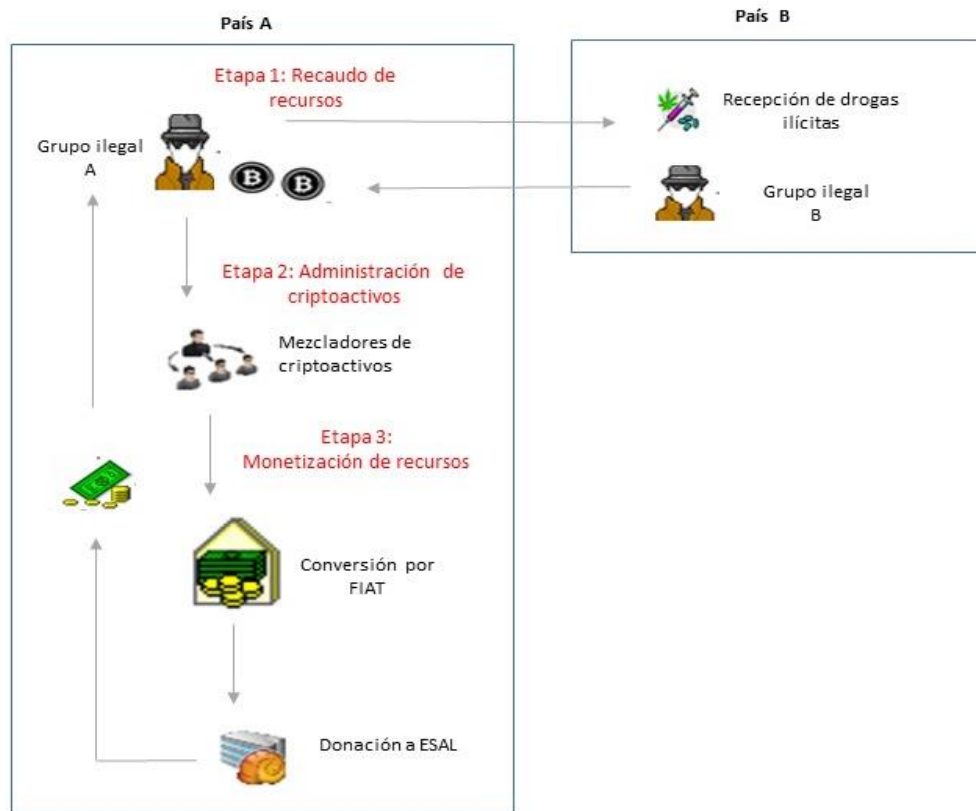 País A
País B
Etapa 1: Recaudo de
recursos
Grupo ilegal
A
Recepción de drogas
ilícitas
Grupo ilegal
B
Etapa 2: Administración de
criptoactivos
Mezcladores de
criptoactivos
Etapa 3:
Monetización de recursos
Conversión por
FIAT
Donación a ESAL